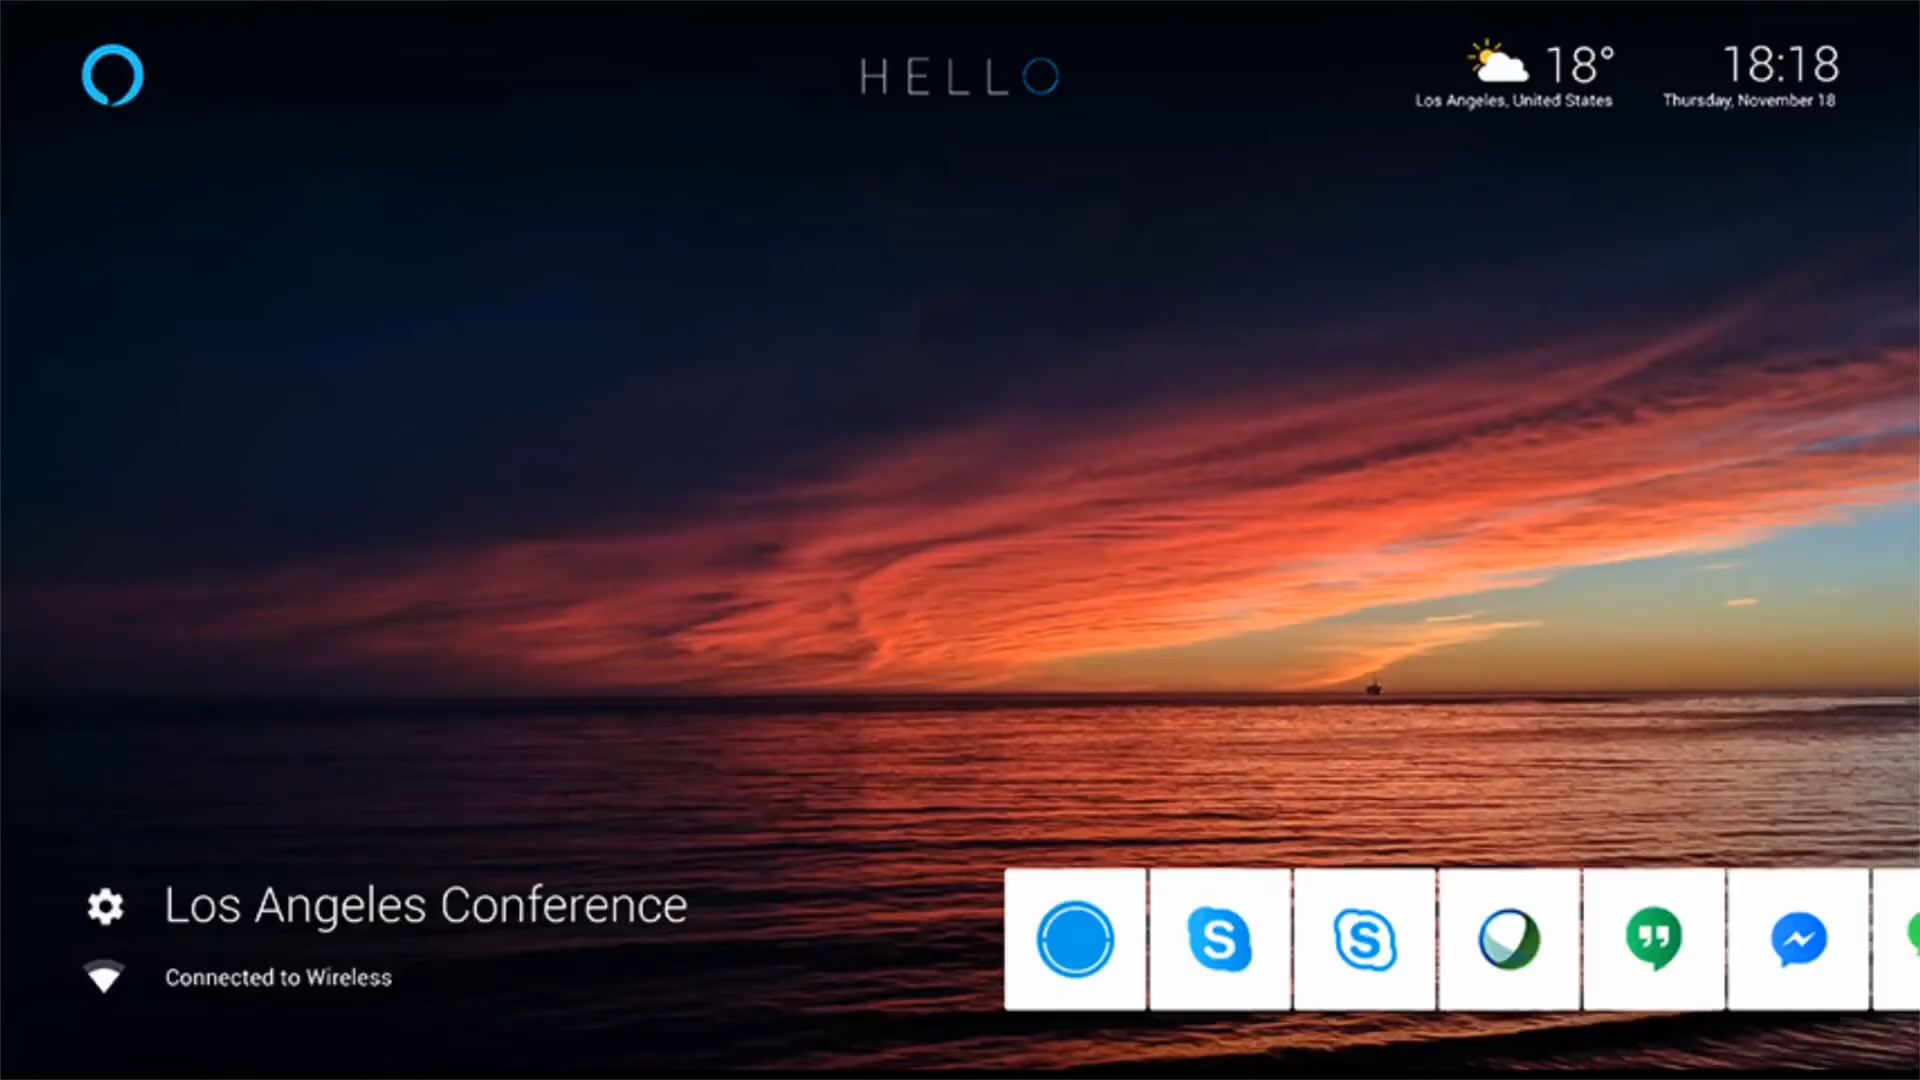 HELLO
18°
Los Angeles, United States
18:18
Thursday, November 18
Los Angeles Conference
Connected to Wireless